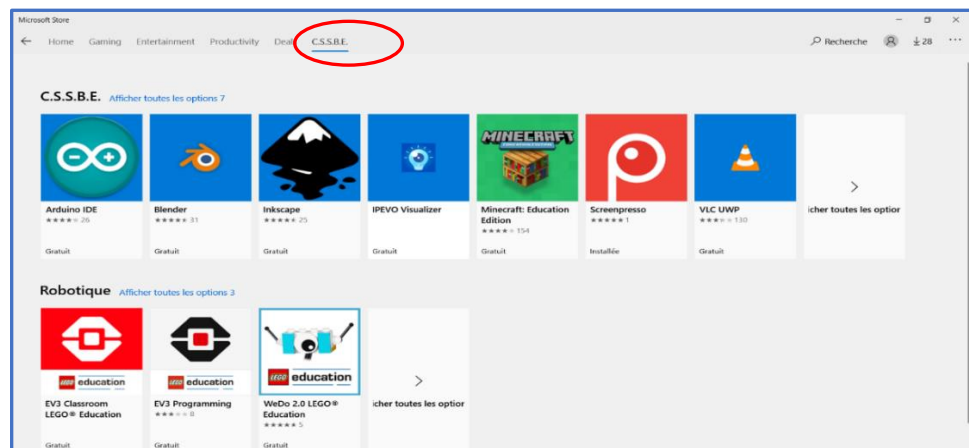 Microsoft Store
Home Gaming Entertainment Productivity Deals C.S.S.B.E. Recherche 28
C.S.S.B.E. Afficher toutes les options 7
MINECRAFT
Arduino IDE
26
Gratuit
Blender
31
Gratuit
Inkscape
25
Gratuit
IPEVO Visualizer
Gratuit
Minecraft: Education
Edition
154
Gratuit
Screenpresso
1
Installée
VLC UWP
130
Gratuit
icher toutes les option
Robotique Afficher toutes les options 3
LEGO education
EV3 Classroom
LEGO® Education
Gratuit
LEGO education
EV3 Programming
8
Gratuit
LEGO education
WeDo 2.0 LEGO®
Education
5
Gratuit
icher toutes les option